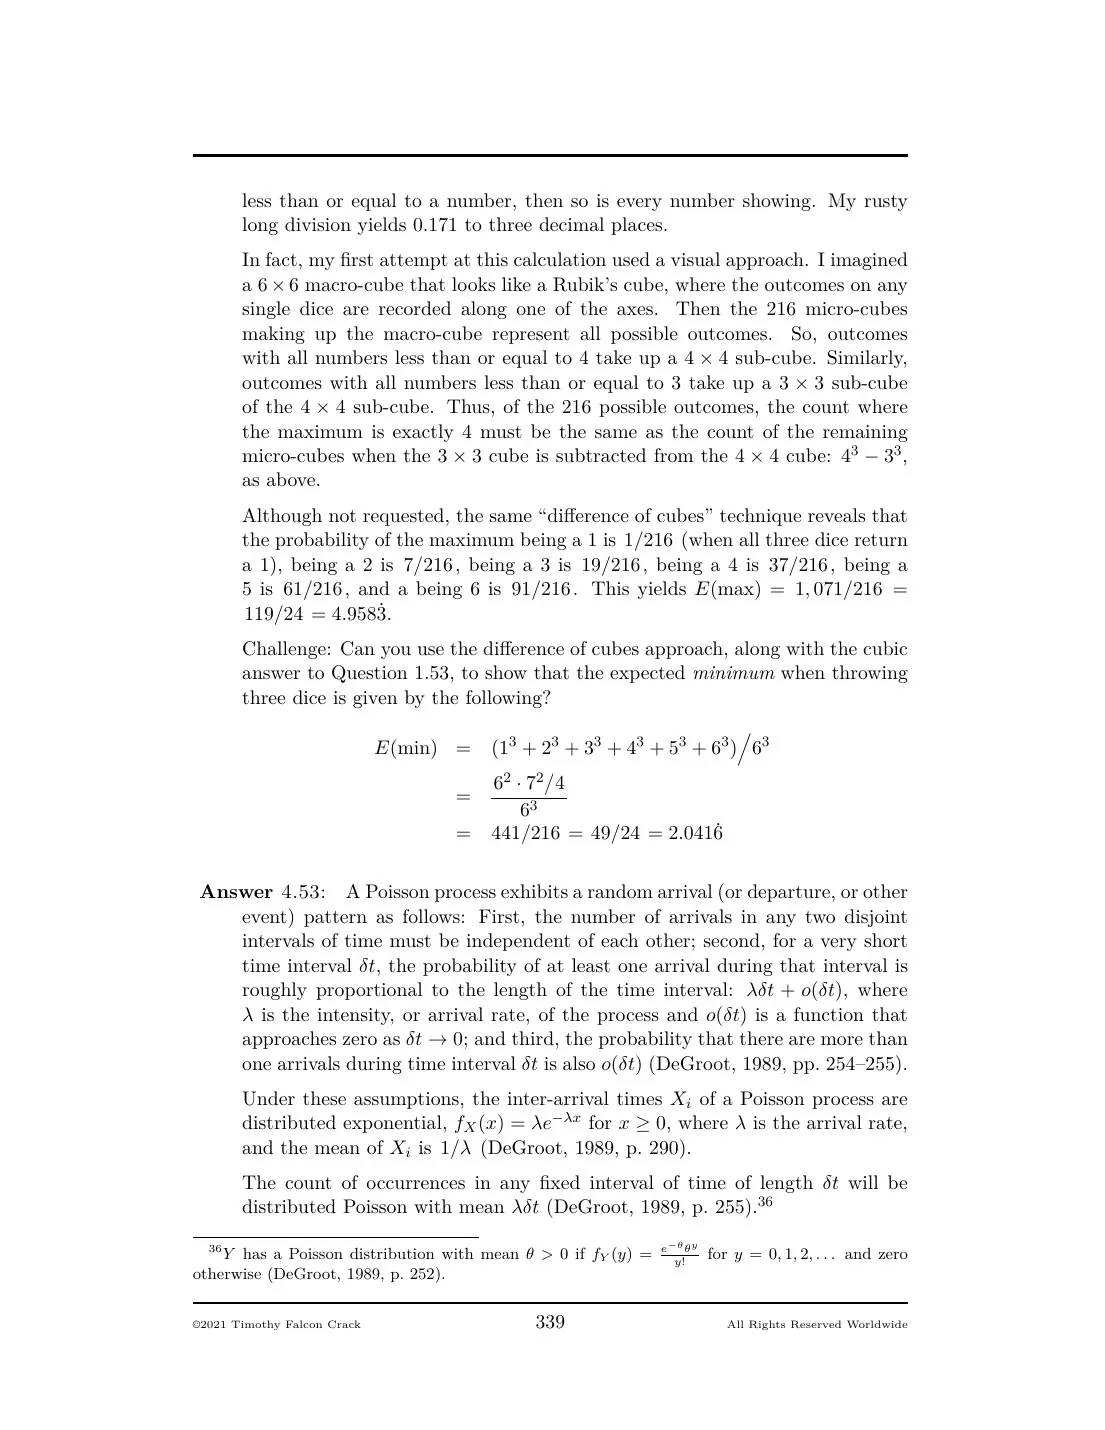 less than or equal to a number, then so is every number showing. My rusty
long division yields 0.171 to three decimal places.
In fact, my first attempt at this calculation used a visual approach. I imagined
a 6 × 6 macro-cube that looks like a Rubik's cube, where the outcomes on any
single dice are recorded along one of the axes. Then the 216 micro-cubes
making up the macro-cube represent all possible outcomes. So, outcomes
with all numbers less than or equal to 4 take up a 4 × 4 sub-cube. Similarly,
outcomes with all numbers less than or equal to 3 take up a 3 × 3 sub-cube
of the 4 × 4 sub-cube. Thus, of the 216 possible outcomes, the count where
the maximum is exactly 4 must be the same as the count of the remaining
micro-cubes when the 3 × 3 cube is subtracted from the 4 × 4 cube: 4³ − 3³,
as above.
Although not requested, the same “difference of cubes” technique reveals that
the probability of the maximum being a 1 is 1/216 (when all three dice return
a 1), being a 2 is 7/216, being a 3 is 19/216, being a 4 is 37/216, being a
5 is 61/216, and a being 6 is 91/216. This yields E(max) = 1,071/216 =
119/24 = 4.9583̇.
Challenge: Can you use the difference of cubes approach, along with the cubic
answer to Question 1.53, to show that the expected minimum when throwing
three dice is given by the following?
E(min) = (1³ + 2³ + 3³ + 4³ + 5³ + 6³)/6³
= 6² · 7²/4
6³
= 441/216 = 49/24 = 2.0416̇
Answer 4.53: A Poisson process exhibits a random arrival (or departure, or other
event) pattern as follows: First, the number of arrivals in any two disjoint
intervals of time must be independent of each other; second, for a very short
time interval δt, the probability of at least one arrival during that interval is
roughly proportional to the length of the time interval: λδt + o(δt), where
λ is the intensity, or arrival rate, of the process and o(δt) is a function that
approaches zero as δt → 0; and third, the probability that there are more than
one arrivals during time interval δt is also o(δt) (DeGroot, 1989, pp. 254–255).
Under these assumptions, the inter-arrival times Xᵢ of a Poisson process are
distributed exponential, f_X(x) = λe^{−λx} for x ≥ 0, where λ is the arrival rate,
and the mean of Xᵢ is 1/λ (DeGroot, 1989, p. 290).
The count of occurrences in any fixed interval of time of length δt will be
distributed Poisson with mean λδt (DeGroot, 1989, p. 255).³⁶
³⁶Y has a Poisson distribution with mean θ > 0 if f_Y(y) = e^{−θ}θ^y/y! for y = 0, 1, 2, . . . and zero
otherwise (DeGroot, 1989, p. 252).
©2021 Timothy Falcon Crack 339 All Rights Reserved Worldwide